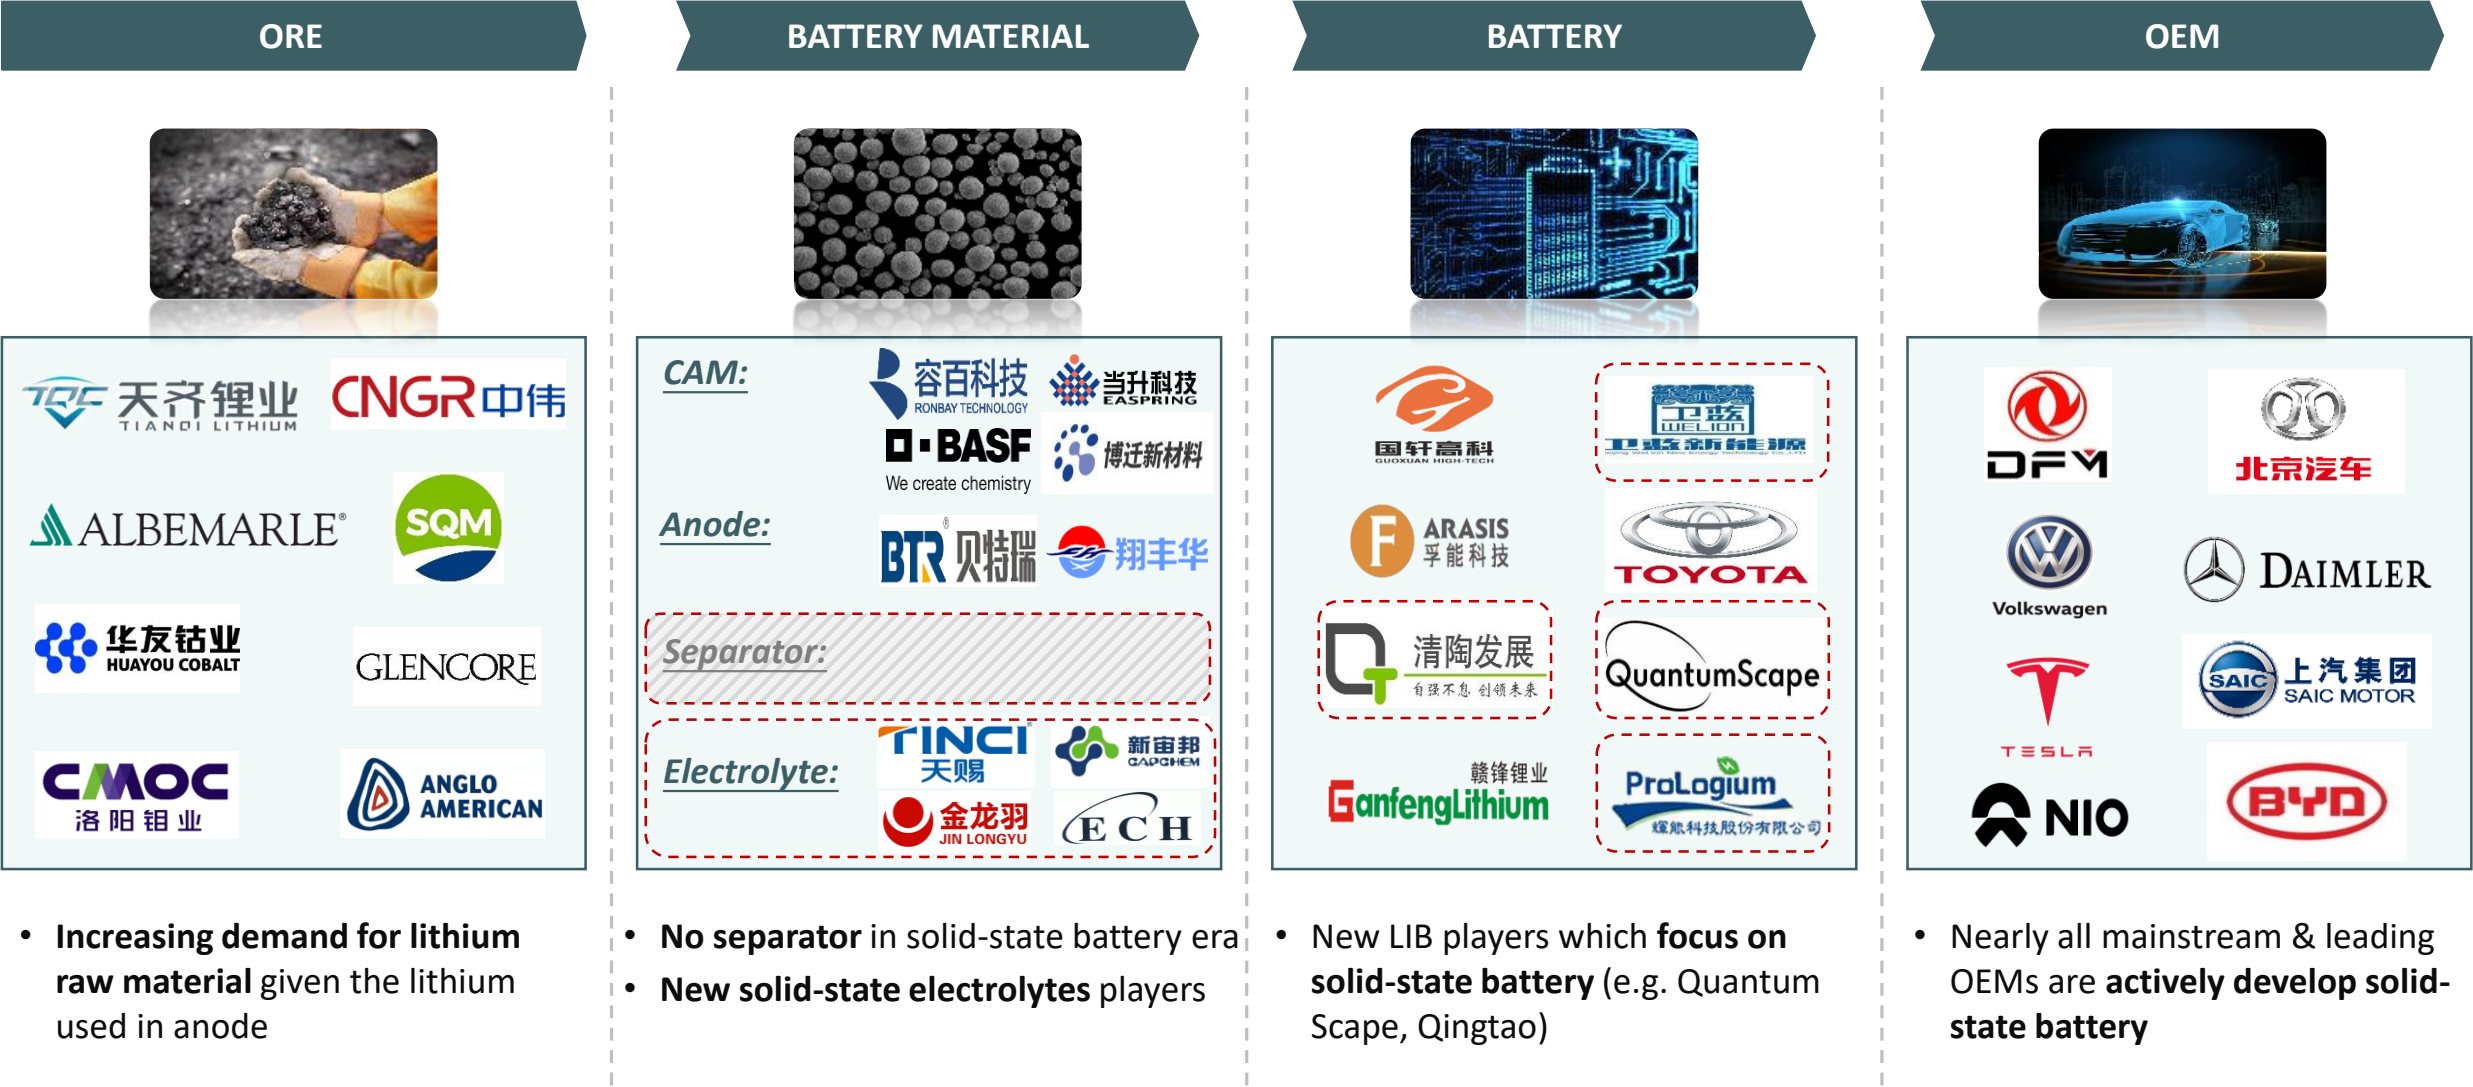 ORE
BATTERY MATERIAL
BATTERY
OEM
TQC 天齐锂业
TIANQI LITHIUM
CNGR 中伟
ALBEMARLE®
SQM
华友钴业
HUAYOU COBALT
GLENCORE
CMOC
洛阳钼业
ANGLO
AMERICAN
CAM:
容百科技
RONBAY TECHNOLOGY
当升科技
EASPRING
BASF
We create chemistry
博迁新材料
Anode:
BTR® 贝特瑞
翔丰华
Separator:
Electrolyte:
TINCI
天赐
新宙邦
CAPCHEM
金龙羽
JIN LONGYU
ECH
国轩高科
GUOXUAN HIGH-TECH
卫蓝
WELION
卫蓝新能源
F ARASIS
孚能科技
TOYOTA
清陶发展
自强不息 创领未来
QuantumScape
赣锋锂业
GanfengLithium
ProLogium
輝能科技股份有限公司
DFM
北京汽车
Volkswagen
DAIMLER
TESLA
SAIC 上汽集团
SAIC MOTOR
NIO
BYD
• Increasing demand for lithium
raw material given the lithium
used in anode
• No separator in solid-state battery era
• New solid-state electrolytes players
• New LIB players which focus on
solid-state battery (e.g. Quantum
Scape, Qingtao)
• Nearly all mainstream & leading
OEMs are actively develop solid-
state battery